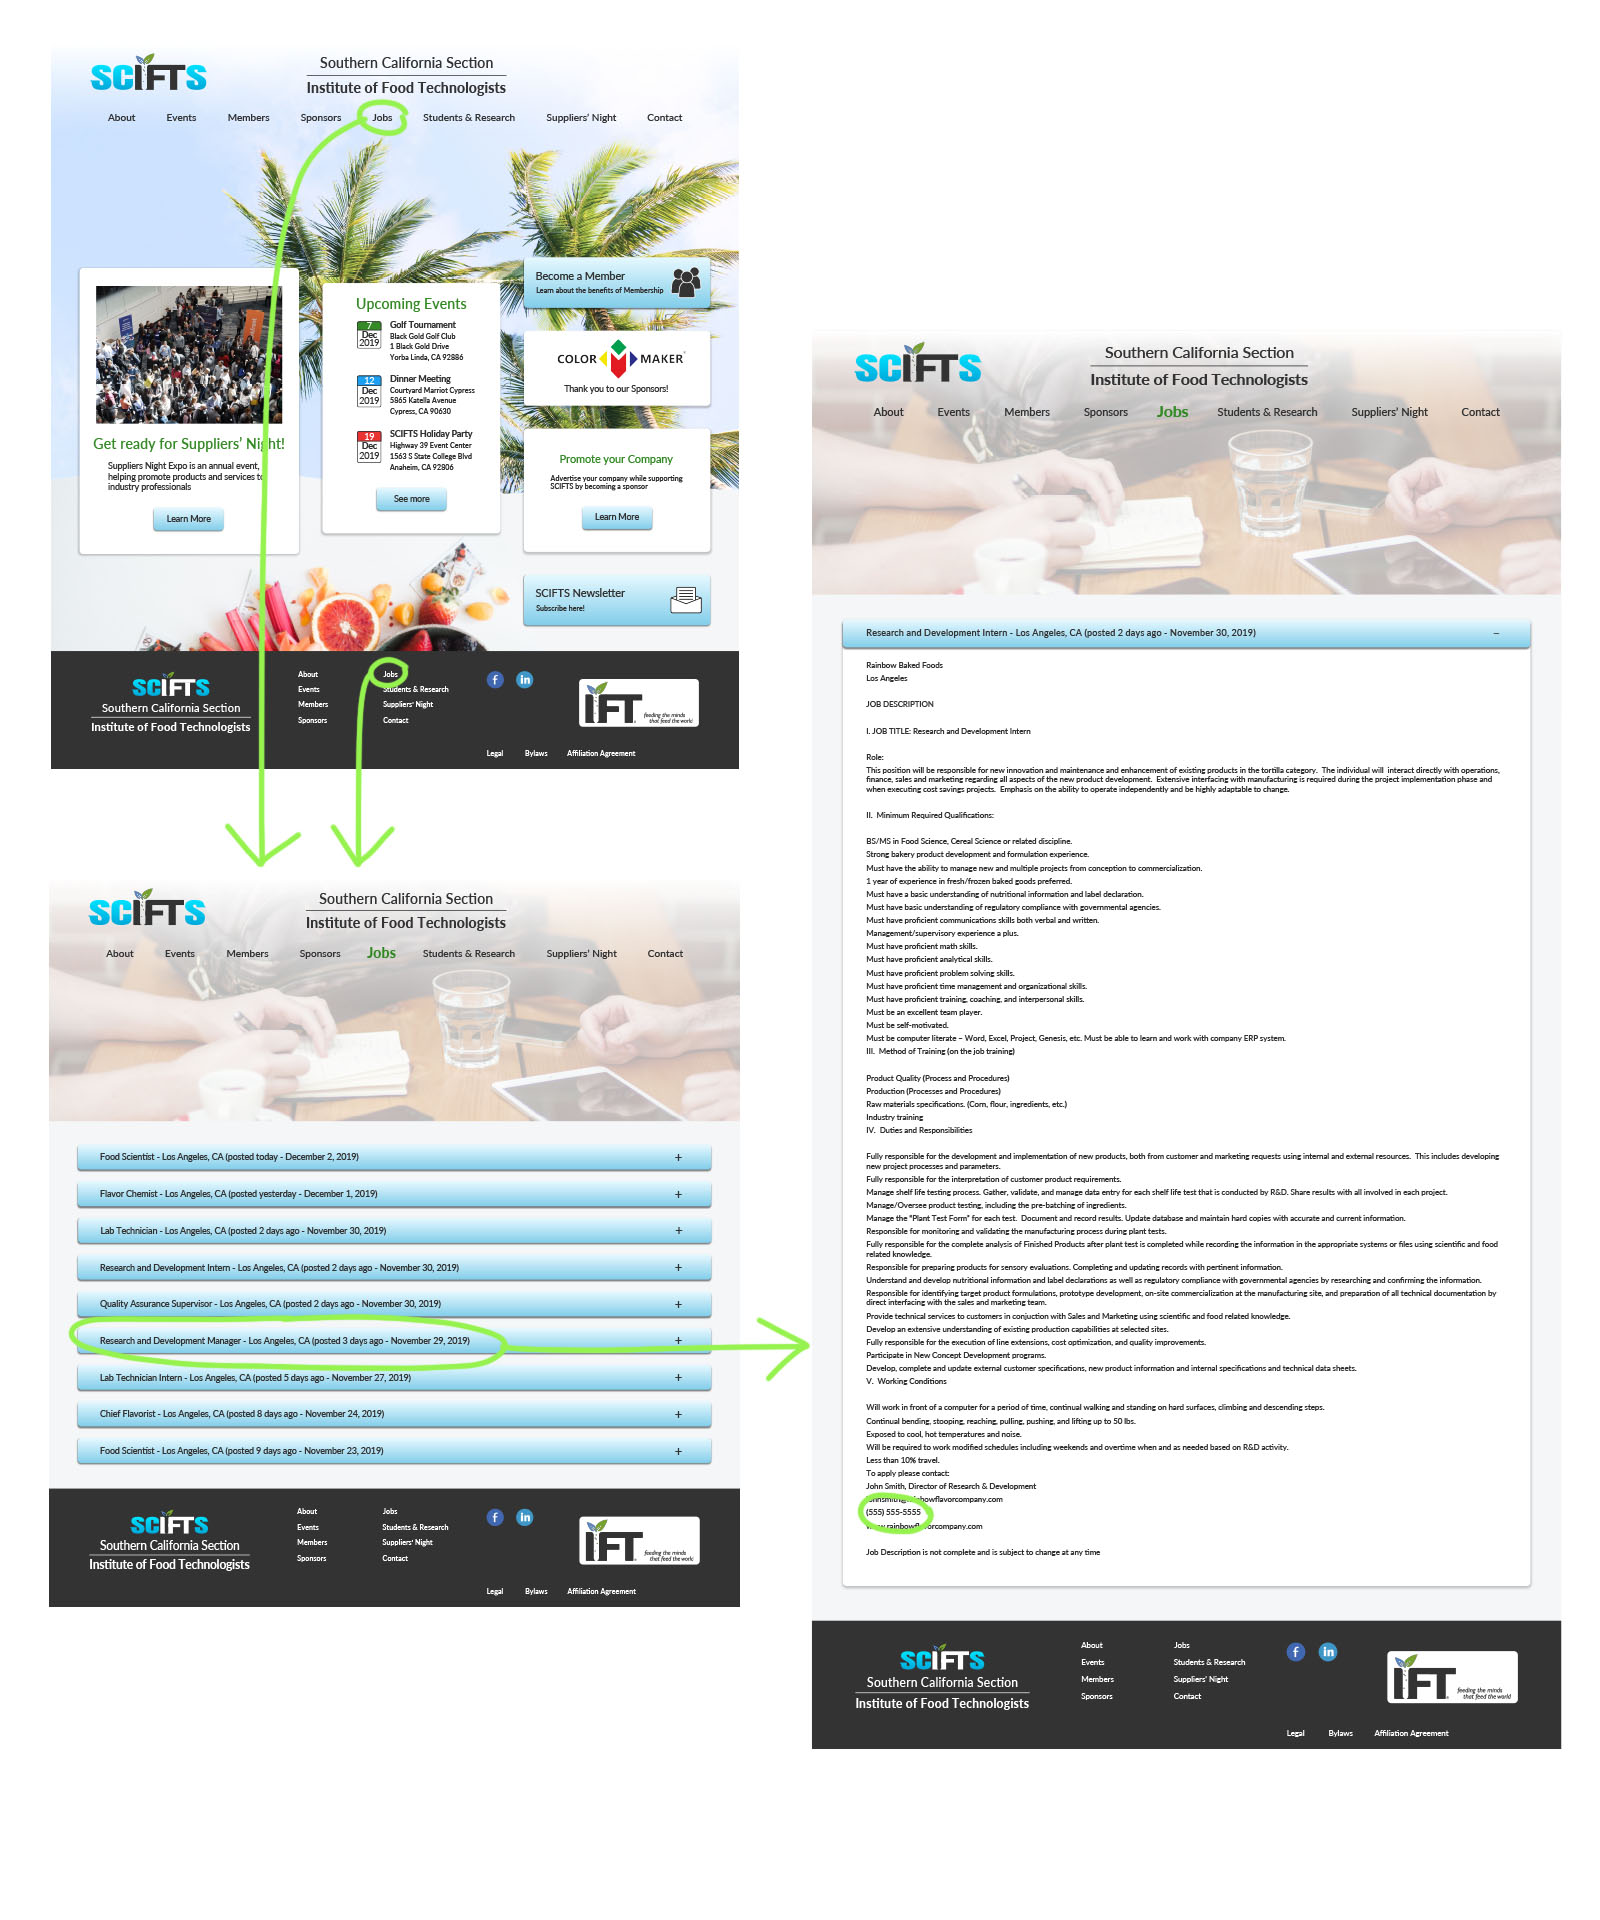 SCIFTS
Southern California Section
Institute of Food Technologists
About Events Members Sponsors Jobs Students & Research Suppliers' Night Contact
Get ready for Suppliers' Night!
Suppliers Night Expo is an annual event,
helping promote products and services to
industry professionals
Learn More
Upcoming Events
7
Dec
2019
Golf Tournament
Black Gold Golf Club
1 Black Gold Drive
Yorba Linda, CA 92886
12
Dec
2019
Dinner Meeting
Courtyard Marriot Cypress
5865 Katella Avenue
Cypress, CA 90630
19
Dec
2019
SCIFTS Holiday Party
Highway 39 Event Center
1563 S State College Blvd
Anaheim, CA 92806
See more
Become a Member
Learn about the benefits of Membership
COLOR MAKER
Thank you to our Sponsors!
Promote your Company
Advertise your company while supporting
SCIFTS by becoming a sponsor
Learn More
SCIFTS Newsletter
Subscribe here!
SCIFTS
Southern California Section
Institute of Food Technologists
About
Events
Members
Sponsors
Jobs
Students & Research
Suppliers' Night
Contact
f in
IFT
feeding the minds
that feed the world
Legal Bylaws Affiliation Agreement
SCIFTS
Southern California Section
Institute of Food Technologists
About Events Members Sponsors Jobs Students & Research Suppliers' Night Contact
Food Scientist - Los Angeles, CA (posted today - December 2, 2019) +
Flavor Chemist - Los Angeles, CA (posted yesterday - December 1, 2019) +
Lab Technician - Los Angeles, CA (posted 2 days ago - November 30, 2019) +
Research and Development Intern - Los Angeles, CA (posted 2 days ago - November 30, 2019) +
Quality Assurance Supervisor - Los Angeles, CA (posted 2 days ago - November 30, 2019) +
Research and Development Manager - Los Angeles, CA (posted 3 days ago - November 29, 2019) +
Lab Technician Intern - Los Angeles, CA (posted 5 days ago - November 27, 2019) +
Chief Flavorist - Los Angeles, CA (posted 8 days ago - November 24, 2019) +
Food Scientist - Los Angeles, CA (posted 9 days ago - November 23, 2019) +
SCIFTS
Southern California Section
Institute of Food Technologists
About
Events
Members
Sponsors
Jobs
Students & Research
Suppliers' Night
Contact
f in
IFT
feeding the minds
that feed the world
Legal Bylaws Affiliation Agreement
SCIFTS
Southern California Section
Institute of Food Technologists
About Events Members Sponsors Jobs Students & Research Suppliers' Night Contact
Research and Development Intern - Los Angeles, CA (posted 2 days ago - November 30, 2019) –
Rainbow Baked Foods
Los Angeles
JOB DESCRIPTION
I. JOB TITLE: Research and Development Intern
Role:
This position will be responsible for new innovation and maintenance and enhancement of existing products in the tortilla category. The individual will interact directly with operations,
finance, sales and marketing regarding all aspects of the new product development. Extensive interfacing with manufacturing is required during the project implementation phase and
when executing cost savings projects. Emphasis on the ability to operate independently and be highly adaptable to change.
II. Minimum Required Qualifications:
BS/MS in Food Science, Cereal Science or related discipline.
Strong bakery product development and formulation experience.
Must have the ability to manage new and multiple projects from conception to commercialization.
1 year of experience in fresh/frozen baked goods preferred.
Must have a basic understanding of nutritional information and label declaration.
Must have basic understanding of regulatory compliance with governmental agencies.
Must have proficient communications skills both verbal and written.
Management/supervisory experience a plus.
Must have proficient math skills.
Must have proficient analytical skills.
Must have proficient problem solving skills.
Must have proficient time management and organizational skills.
Must have proficient training, coaching, and interpersonal skills.
Must be an excellent team player.
Must be self-motivated.
Must be computer literate – Word, Excel, Project, Genesis, etc. Must be able to learn and work with company ERP system.
III. Method of Training (on the job training)
Product Quality (Process and Procedures)
Production (Processes and Procedures)
Raw materials specifications. (Corn, flour, ingredients, etc.)
Industry training
IV. Duties and Responsibilities
Fully responsible for the development and implementation of new products, both from customer and marketing requests using internal and external resources. This includes developing
new project processes and parameters.
Fully responsible for the interpretation of customer product requirements.
Manage shelf life testing process. Gather, validate, and manage data entry for each shelf life test that is conducted by R&D. Share results with all involved in each project.
Manage/Oversee product testing, including the pre-batching of ingredients.
Manage the "Plant Test Form" for each test. Document and record results. Update database and maintain hard copies with accurate and current information.
Responsible for monitoring and validating the manufacturing process during plant tests.
Fully responsible for the complete analysis of Finished Products after plant test is completed while recording the information in the appropriate systems or files using scientific and food
related knowledge.
Responsible for preparing products for sensory evaluations. Completing and updating records with pertinent information.
Understand and develop nutritional information and label declarations as well as regulatory compliance with governmental agencies by researching and confirming the information.
Responsible for identifying target product formulations, prototype development, on-site commercialization at the manufacturing site, and preparation of all technical documentation by
direct interfacing with the sales and marketing team.
Provide technical services to customers in conjuction with Sales and Marketing using scientific and food related knowledge.
Develop an extensive understanding of existing production capabilities at selected sites.
Fully responsible for the execution of line extensions, cost optimization, and quality improvements.
Participate in New Concept Development programs.
Develop, complete and update external customer specifications, new product information and internal specifications and technical data sheets.
V. Working Conditions
Will work in front of a computer for a period of time, continual walking and standing on hard surfaces, climbing and descending steps.
Continual bending, stooping, reaching, pulling, pushing, and lifting up to 50 lbs.
Exposed to cool, hot temperatures and noise.
Will be required to work modified schedules including weekends and overtime when and as needed based on R&D activity.
Less than 10% travel.
To apply please contact:
John Smith, Director of Research & Development
johnsmith@rainbowflavorcompany.com
(555) 555-5555
www.rainbowflavorcompany.com
Job Description is not complete and is subject to change at any time
SCIFTS
Southern California Section
Institute of Food Technologists
About
Events
Members
Sponsors
Jobs
Students & Research
Suppliers' Night
Contact
f in
IFT
feeding the minds
that feed the world
Legal Bylaws Affiliation Agreement